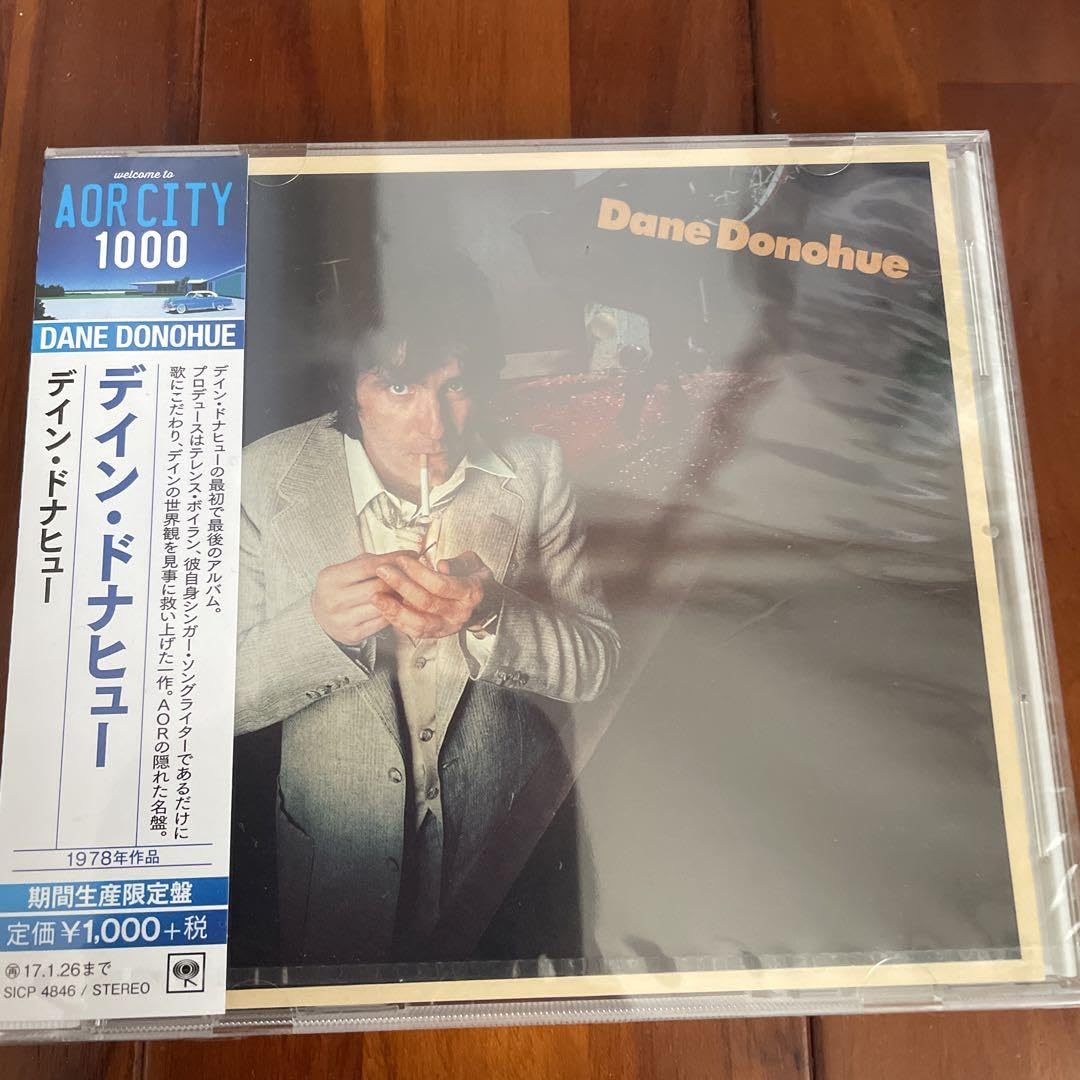 welcome to
AOR CITY
1000
DANE DONOHUE
デイン・ドナヒュー
デイン・ドナヒュー
デイン・ドナヒューの最初で最後のアルバム。
プロデュースはテレンス・ボイラン、彼自身シンガー・ソングライターであるだけに
歌にこだわり、デインの世界観を見事に救い上げた一作。AORの隠れた名盤。
1978年作品
期間生産限定盤
定価¥1,000+税
再17.1.26まで
SICP 4846 / STEREO
Dane Donohue